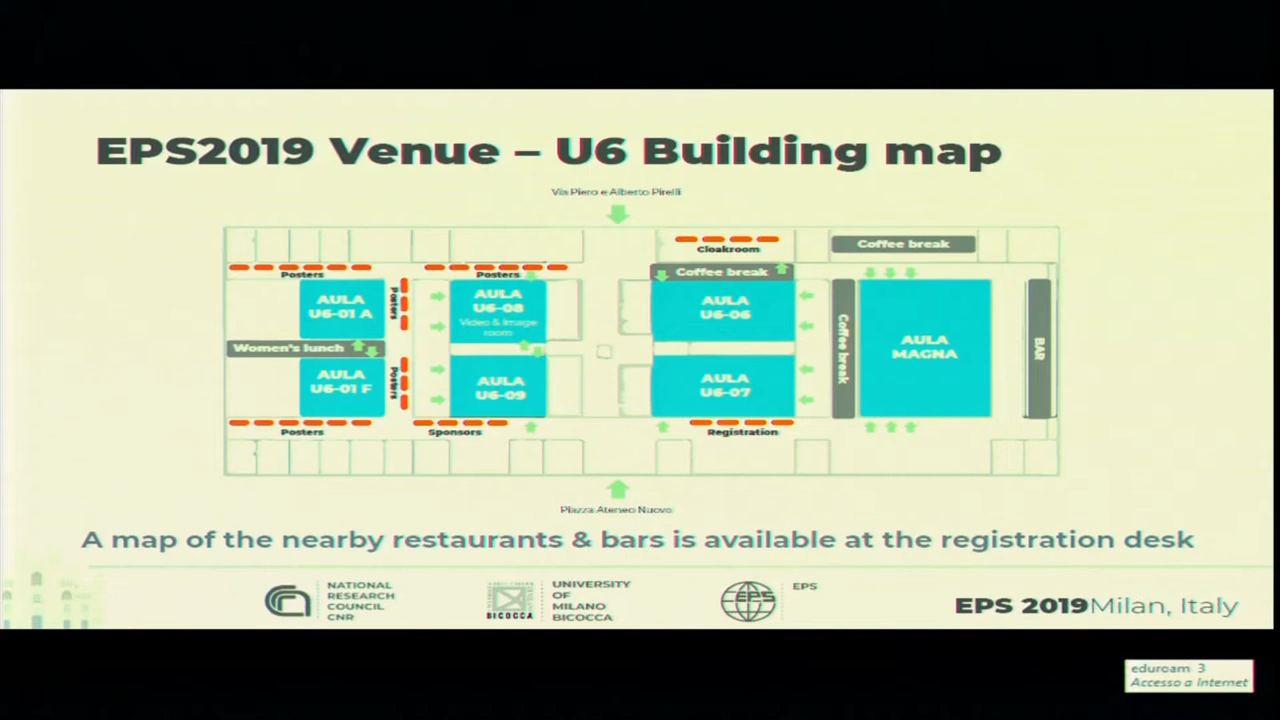 EPS2019 Venue – U6 Building map
Via Piero e Alberto Pirelli
Cloakroom
Coffee break
Posters
Posters
Coffee break
AULA
U6-01 A
Posters
AULA
U6-08
Video & Image
room
AULA
U6-06
Coffee break
AULA
MAGNA
BAR
Women's lunch
AULA
U6-01 F
Posters
AULA
U6-09
AULA
U6-07
Posters
Sponsors
Registration
Piazza Ateneo Nuovo
A map of the nearby restaurants & bars is available at the registration desk
NATIONAL
RESEARCH
COUNCIL
CNR
BICOCCA
UNIVERSITY
OF
MILANO
BICOCCA
EPS
EPS
EPS 2019 Milan, Italy
eduroam 3
Accesso a Internet